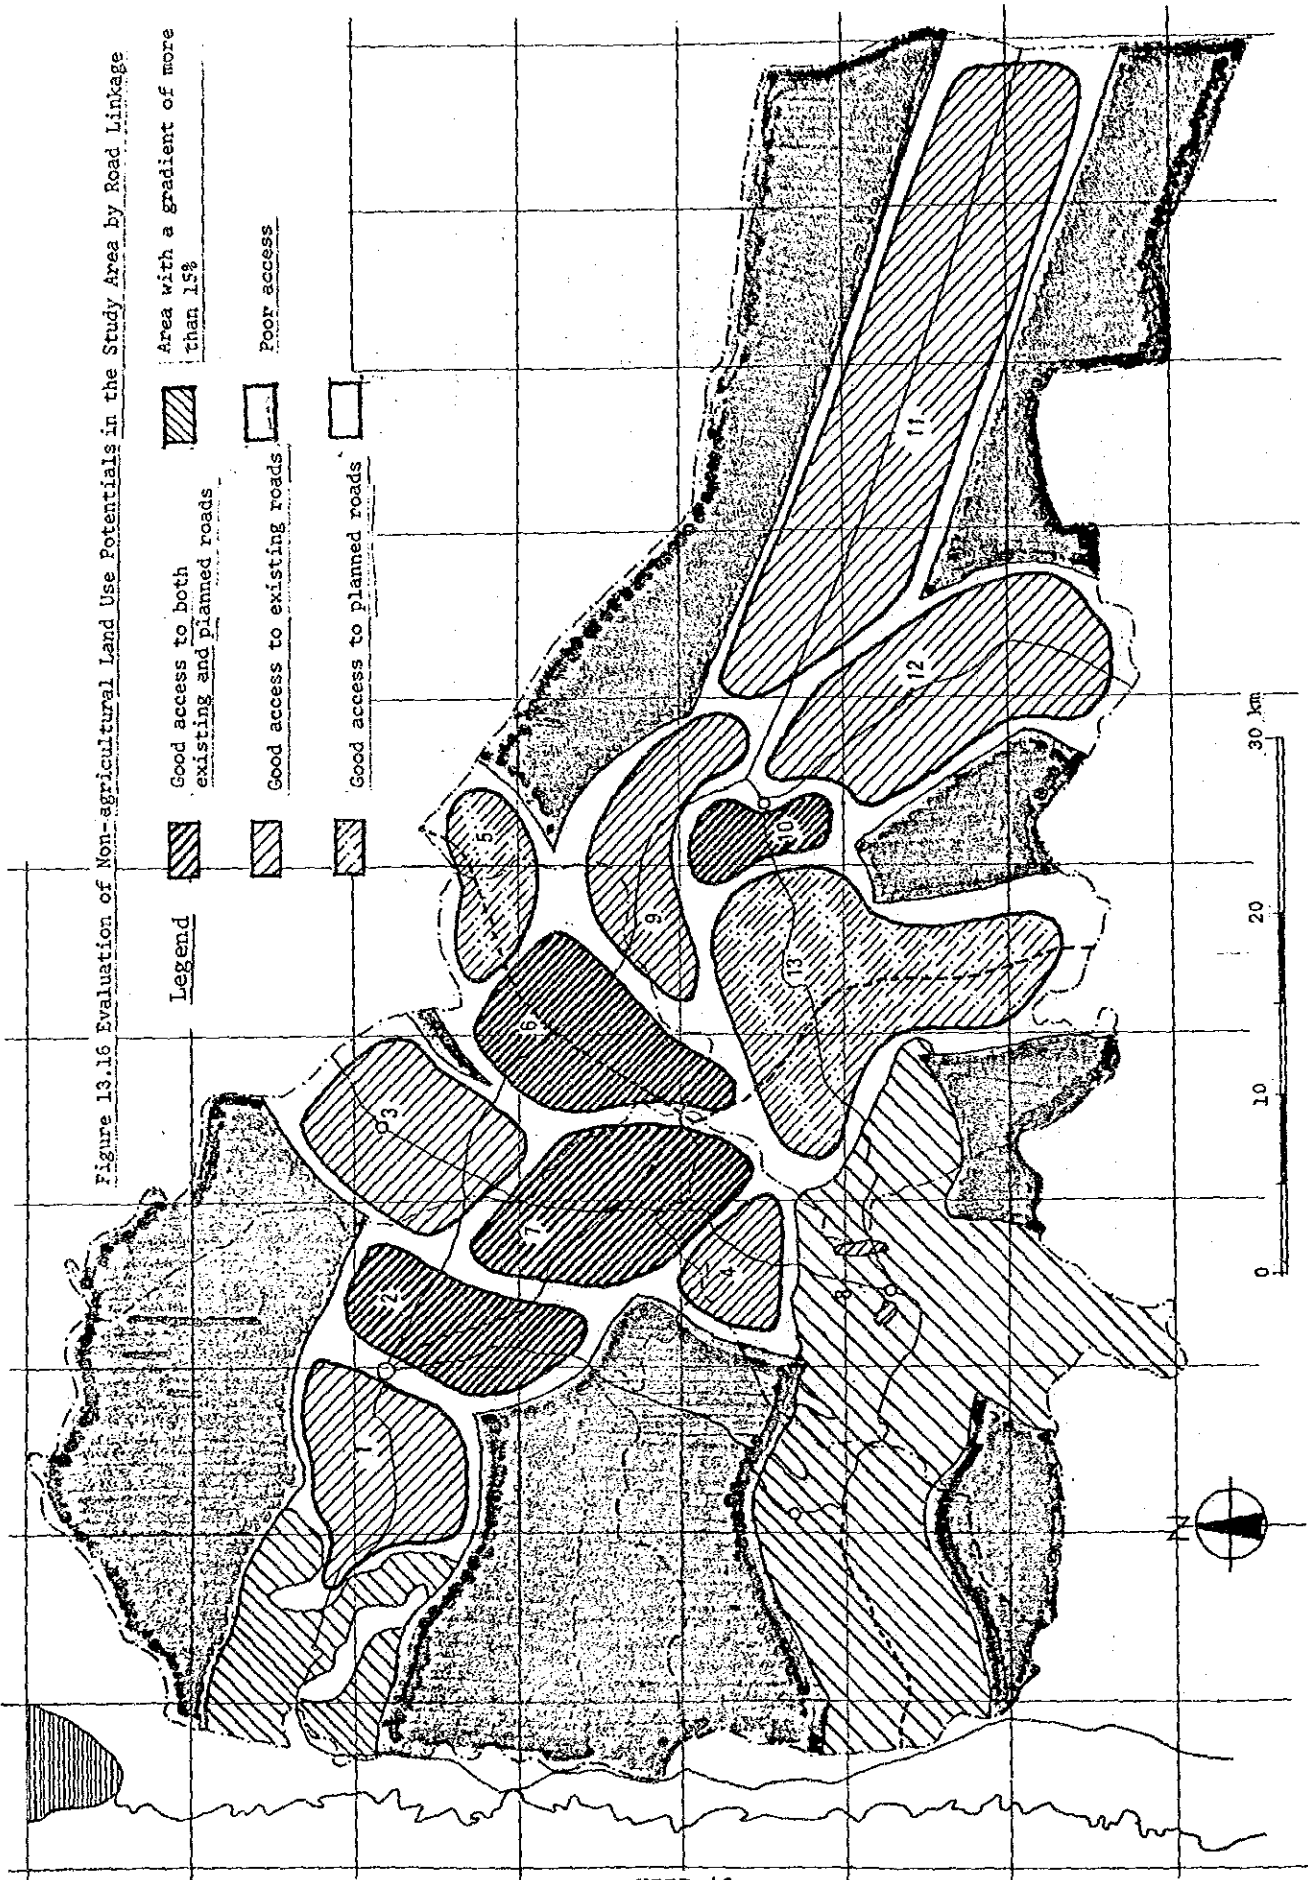 Figure 13.16 Evaluation of Non-agricultural Land Use Potentials in the Study Area by Road Linkage
Legend
Good access to both
existing and planned roads
Good access to existing roads
Good access to planned roads
Area with a gradient of more
than 15%
Poor access
1
2
3
4
5
6
7
8
9
10
11
12
13
N
0
10
20
30 km